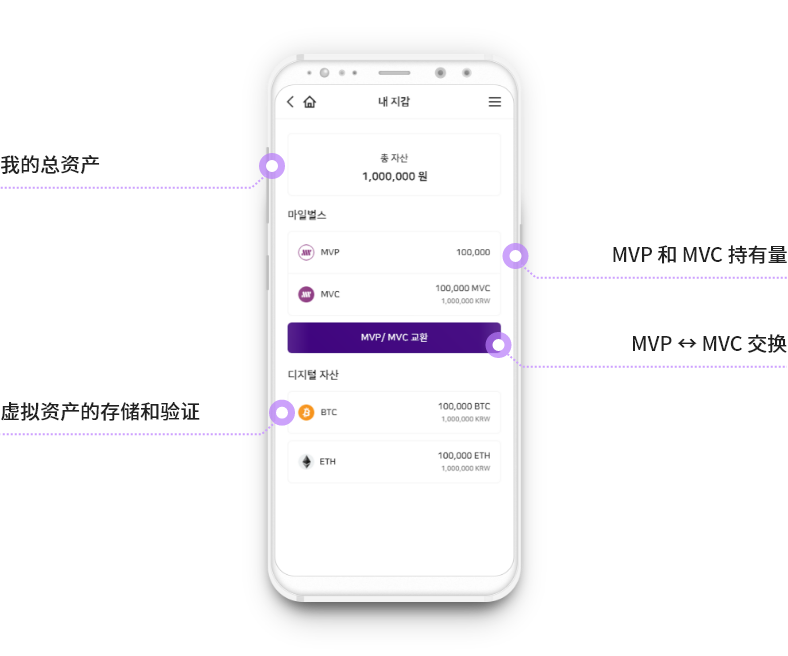 내 지갑
我的总资产
총 자산
1,000,000 원
마일벌스
MVP 100,000
MVP 和 MVC 持有量
MVC 100,000 MVC
1,000,000 KRW
MVP/ MVC 교환
MVP ↔ MVC 交换
디지털 자산
虚拟资产的存储和验证
BTC 100,000 BTC
1,000,000 KRW
ETH 100,000 ETH
1,000,000 KRW